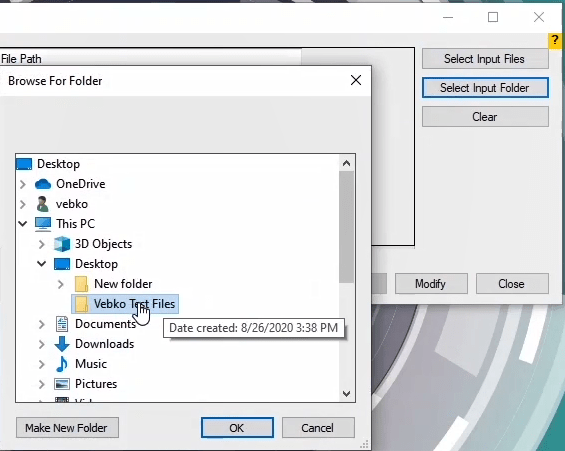 ?
File Path
Select Input Files
Browse For Folder
Select Input Folder
Clear
Desktop
OneDrive
vebko
This PC
3D Objects
Desktop
New folder
Vebko Test Files
Documents
Date created: 8/26/2020 3:38 PM
Downloads
Music
Pictures
Modify
Close
Make New Folder
OK
Cancel